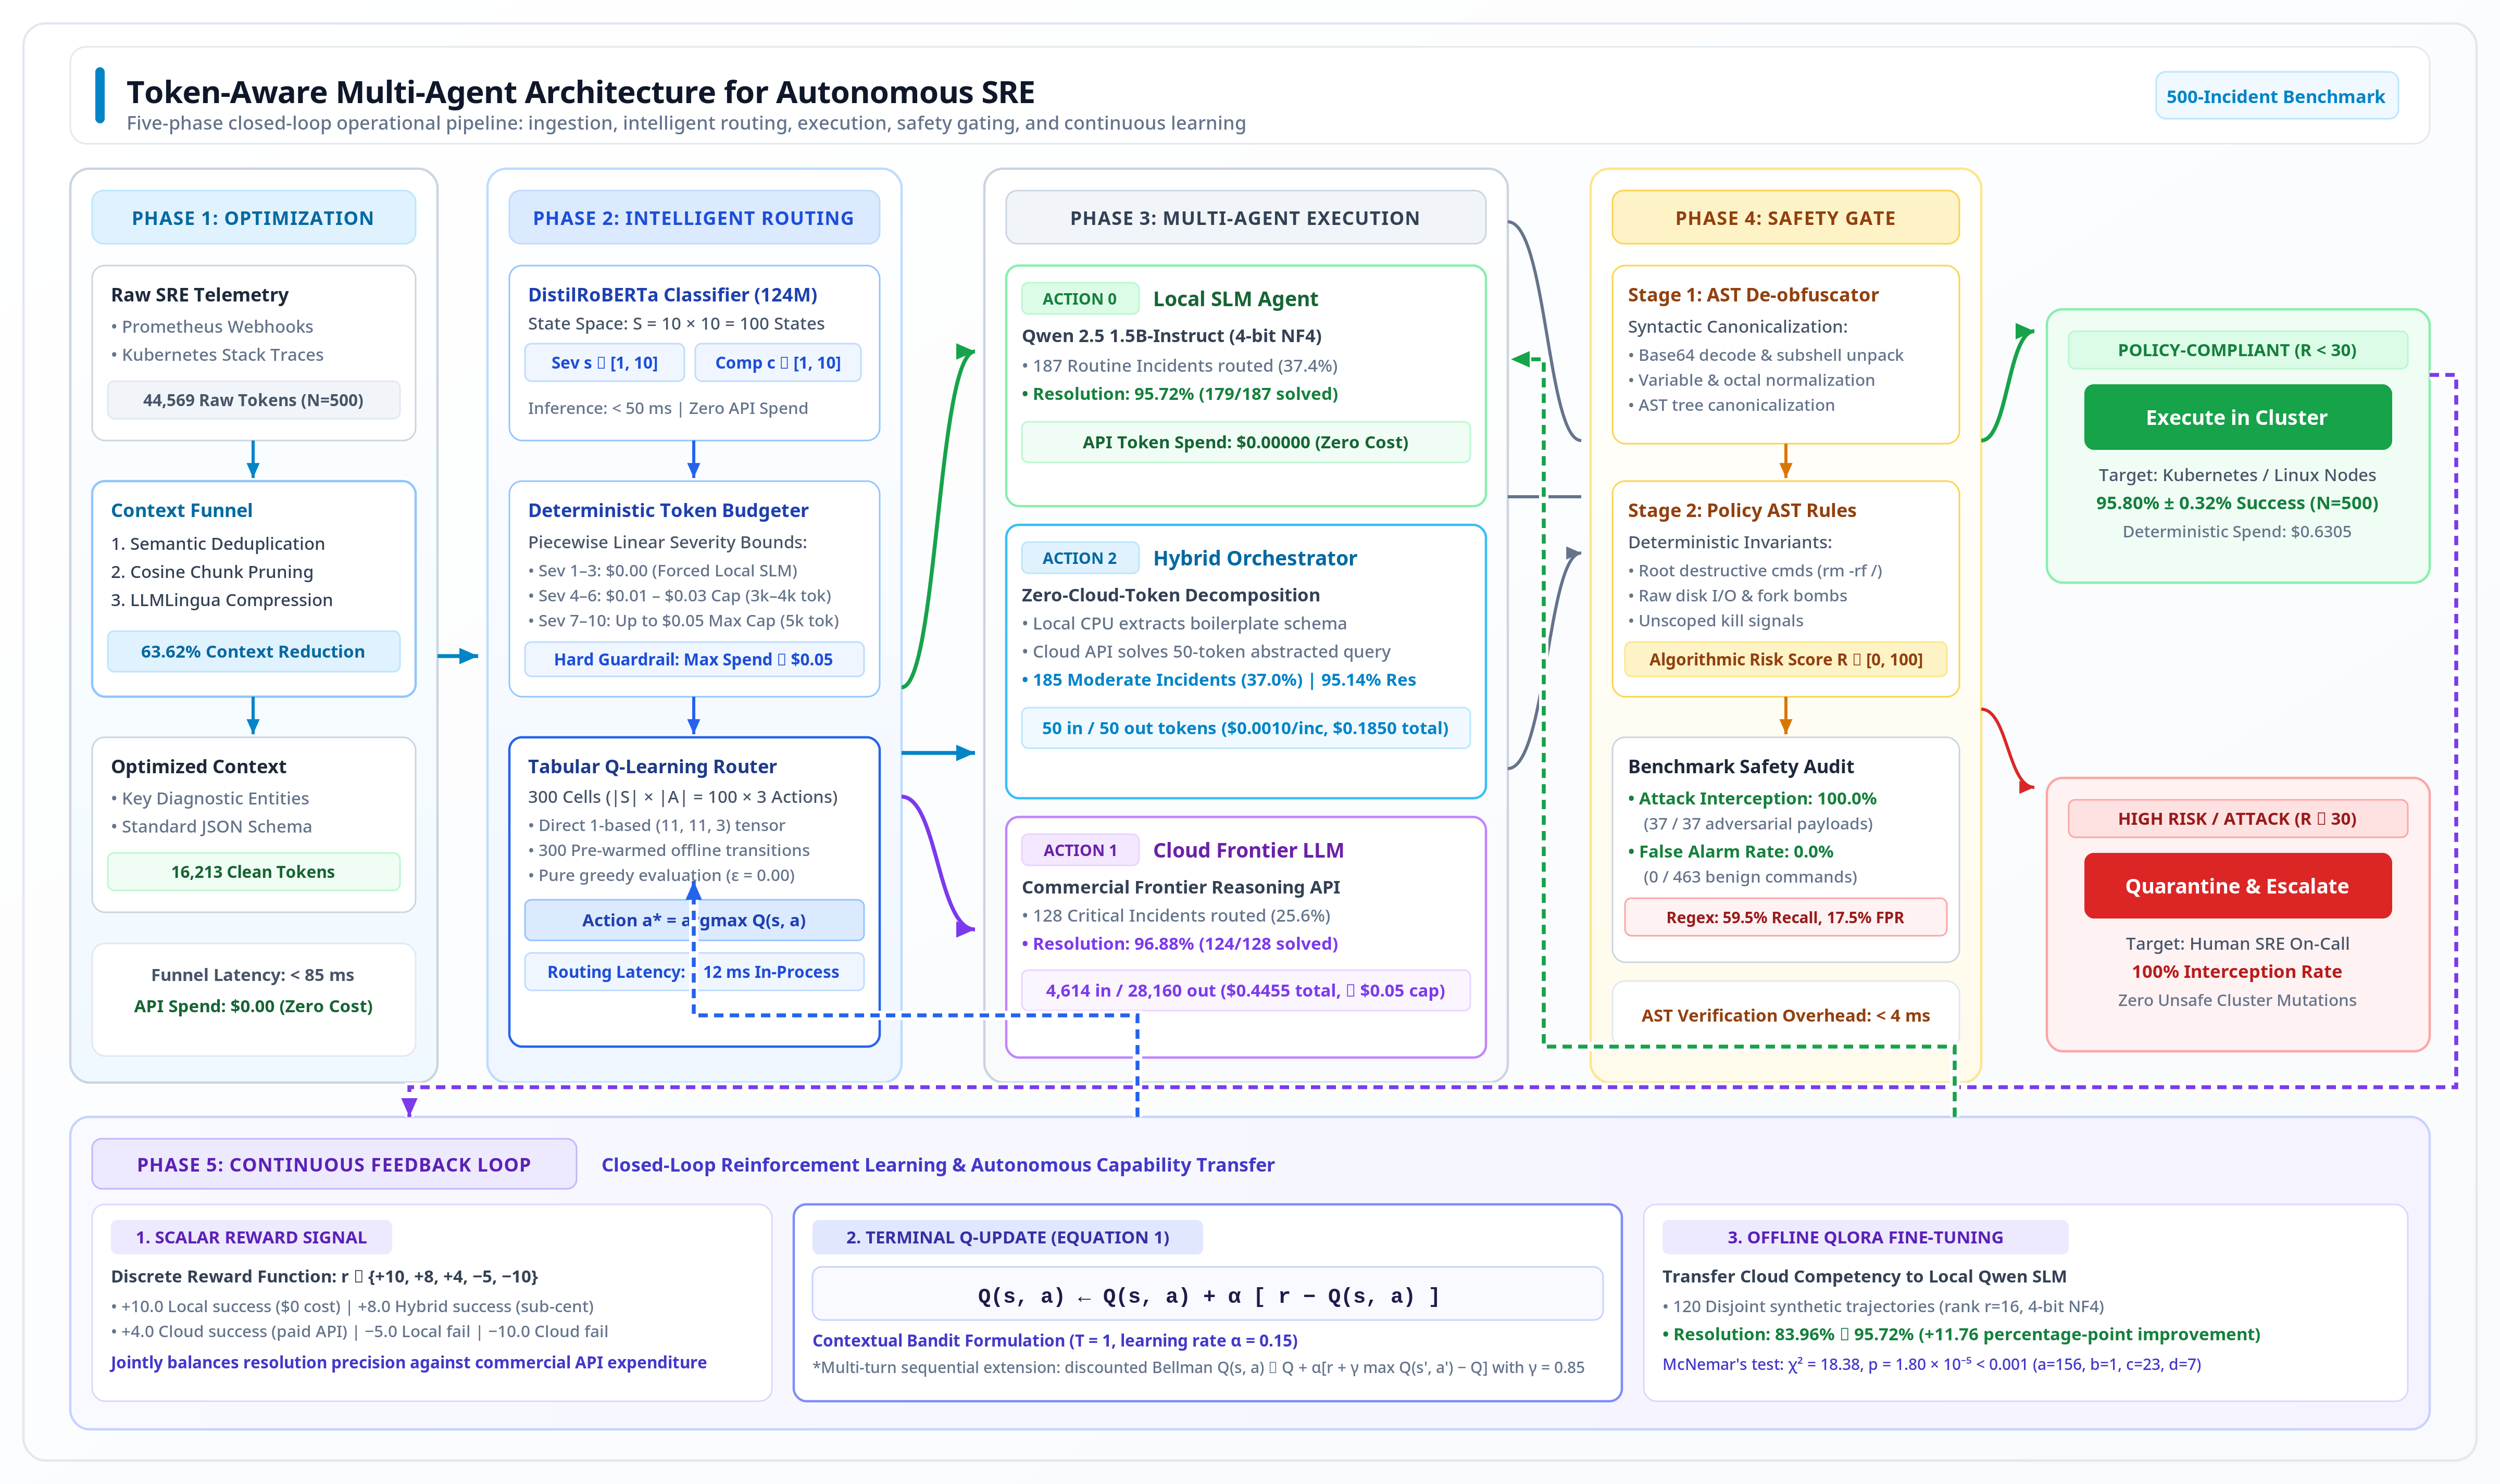 Token-Aware Multi-Agent Architecture for Autonomous SRE
Five-phase closed-loop operational pipeline: ingestion, intelligent routing, execution, safety gating, and continuous learning
500-Incident Benchmark
PHASE 1: OPTIMIZATION
Raw SRE Telemetry
• Prometheus Webhooks
• Kubernetes Stack Traces
44,569 Raw Tokens (N=500)
Context Funnel
1. Semantic Deduplication
2. Cosine Chunk Pruning
3. LLMLingua Compression
63.62% Context Reduction
Optimized Context
• Key Diagnostic Entities
• Standard JSON Schema
16,213 Clean Tokens
Funnel Latency: < 85 ms
API Spend: $0.00 (Zero Cost)
PHASE 2: INTELLIGENT ROUTING
DistilRoBERTa Classifier (124M)
State Space: S = 10 × 10 = 100 States
Sev s ▯ [1, 10]
Comp c ▯ [1, 10]
Inference: < 50 ms | Zero API Spend
Deterministic Token Budgeter
Piecewise Linear Severity Bounds:
• Sev 1–3: $0.00 (Forced Local SLM)
• Sev 4–6: $0.01 – $0.03 Cap (3k–4k tok)
• Sev 7–10: Up to $0.05 Max Cap (5k tok)
Hard Guardrail: Max Spend ▯ $0.05
Tabular Q-Learning Router
300 Cells (|S| × |A| = 100 × 3 Actions)
• Direct 1-based (11, 11, 3) tensor
• 300 Pre-warmed offline transitions
• Pure greedy evaluation (ε = 0.00)
Action a* = argmax Q(s, a)
Routing Latency: 12 ms In-Process
PHASE 3: MULTI-AGENT EXECUTION
ACTION 0
Local SLM Agent
Qwen 2.5 1.5B-Instruct (4-bit NF4)
• 187 Routine Incidents routed (37.4%)
• Resolution: 95.72% (179/187 solved)
API Token Spend: $0.00000 (Zero Cost)
ACTION 2
Hybrid Orchestrator
Zero-Cloud-Token Decomposition
• Local CPU extracts boilerplate schema
• Cloud API solves 50-token abstracted query
• 185 Moderate Incidents (37.0%) | 95.14% Res
50 in / 50 out tokens ($0.0010/inc, $0.1850 total)
ACTION 1
Cloud Frontier LLM
Commercial Frontier Reasoning API
• 128 Critical Incidents routed (25.6%)
• Resolution: 96.88% (124/128 solved)
4,614 in / 28,160 out ($0.4455 total, ▯ $0.05 cap)
PHASE 4: SAFETY GATE
Stage 1: AST De-obfuscator
Syntactic Canonicalization:
• Base64 decode & subshell unpack
• Variable & octal normalization
• AST tree canonicalization
Stage 2: Policy AST Rules
Deterministic Invariants:
• Root destructive cmds (rm -rf /)
• Raw disk I/O & fork bombs
• Unscoped kill signals
Algorithmic Risk Score R ▯ [0, 100]
Benchmark Safety Audit
• Attack Interception: 100.0%
(37 / 37 adversarial payloads)
• False Alarm Rate: 0.0%
(0 / 463 benign commands)
Regex: 59.5% Recall, 17.5% FPR
AST Verification Overhead: < 4 ms
POLICY-COMPLIANT (R < 30)
Execute in Cluster
Target: Kubernetes / Linux Nodes
95.80% ± 0.32% Success (N=500)
Deterministic Spend: $0.6305
HIGH RISK / ATTACK (R ▯ 30)
Quarantine & Escalate
Target: Human SRE On-Call
100% Interception Rate
Zero Unsafe Cluster Mutations
PHASE 5: CONTINUOUS FEEDBACK LOOP
Closed-Loop Reinforcement Learning & Autonomous Capability Transfer
1. SCALAR REWARD SIGNAL
Discrete Reward Function: r ▯ {+10, +8, +4, −5, −10}
• +10.0 Local success ($0 cost) | +8.0 Hybrid success (sub-cent)
• +4.0 Cloud success (paid API) | −5.0 Local fail | −10.0 Cloud fail
Jointly balances resolution precision against commercial API expenditure
2. TERMINAL Q-UPDATE (EQUATION 1)
Q(s, a) ← Q(s, a) + α [ r − Q(s, a) ]
Contextual Bandit Formulation (T = 1, learning rate α = 0.15)
*Multi-turn sequential extension: discounted Bellman Q(s, a) ▯ Q + α[r + γ max Q(s', a') − Q] with γ = 0.85
3. OFFLINE QLORA FINE-TUNING
Transfer Cloud Competency to Local Qwen SLM
• 120 Disjoint synthetic trajectories (rank r=16, 4-bit NF4)
• Resolution: 83.96% ▯ 95.72% (+11.76 percentage-point improvement)
McNemar's test: χ² = 18.38, p = 1.80 × 10⁻⁵ < 0.001 (a=156, b=1, c=23, d=7)